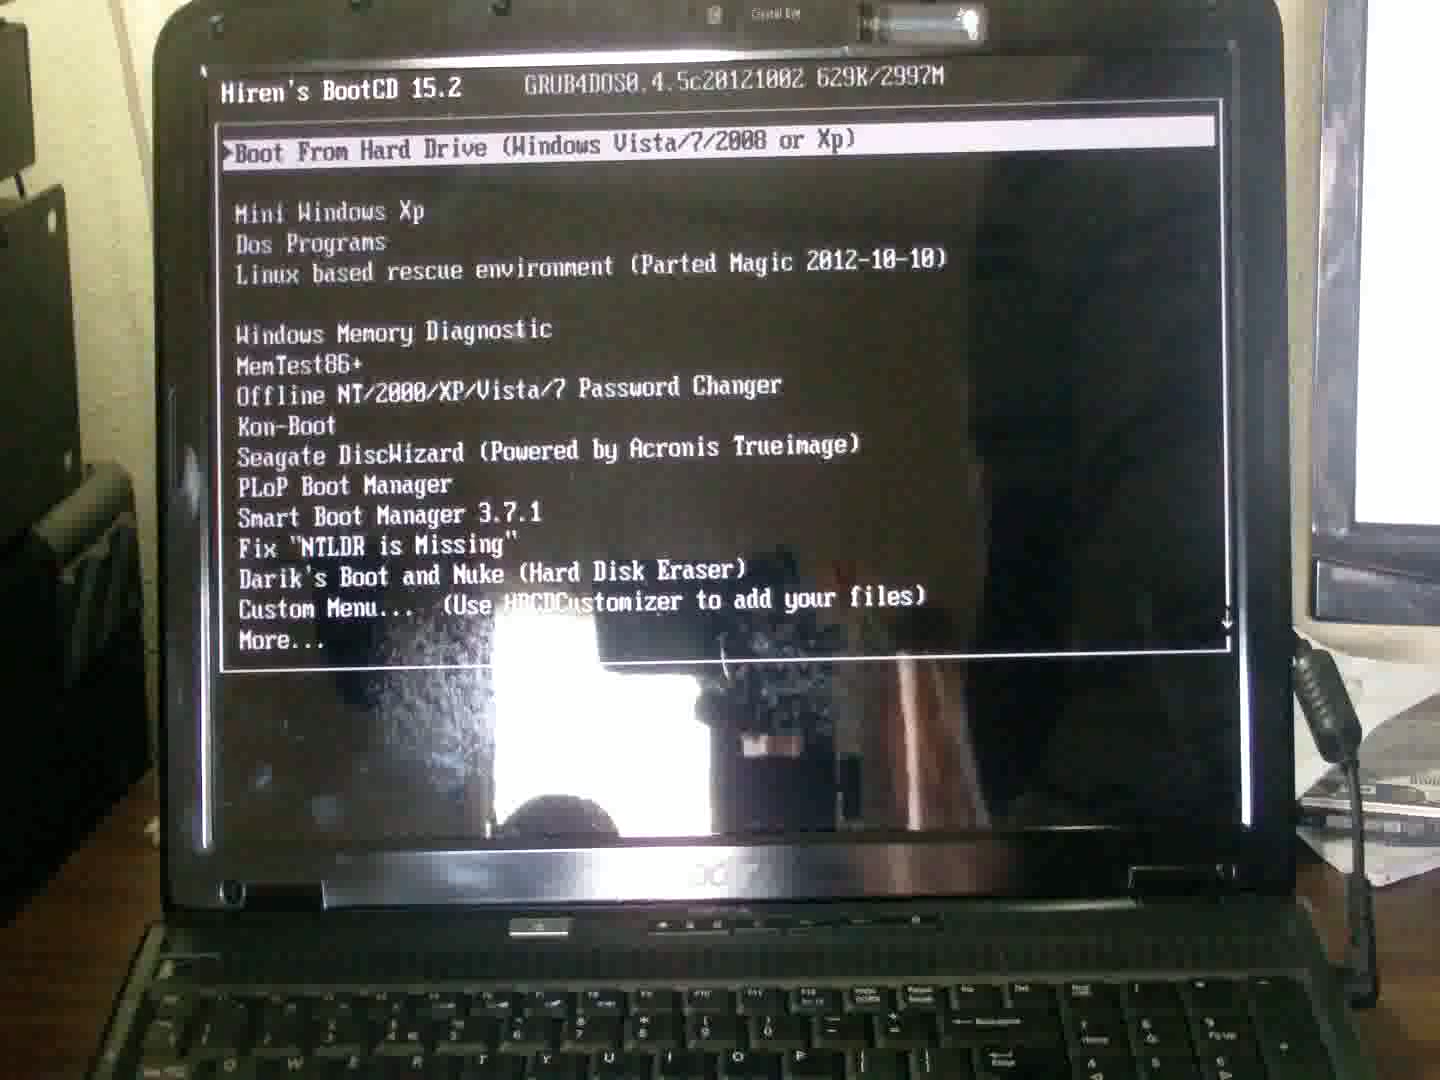 Crystal Eye
Hiren's BootCD 15.2 GRUB4DOS0.4.5c20121002 629K/2997M
Boot From Hard Drive (Windows Vista/7/2008 or Xp)
Mini Windows Xp
Dos Programs
Linux based rescue environment (Parted Magic 2012-10-10)
Windows Memory Diagnostic
MemTest86+
Offline NT/2000/XP/Vista/7 Password Changer
Kon-Boot
Seagate DiscWizard (Powered by Acronis Trueimage)
PLoP Boot Manager
Smart Boot Manager 3.7.1
Fix "NTLDR is Missing"
Darik's Boot and Nuke (Hard Disk Eraser)
Custom Menu... (Use HBCDCustomizer to add your files)
More...
acer
Q W E R T Y U I O P